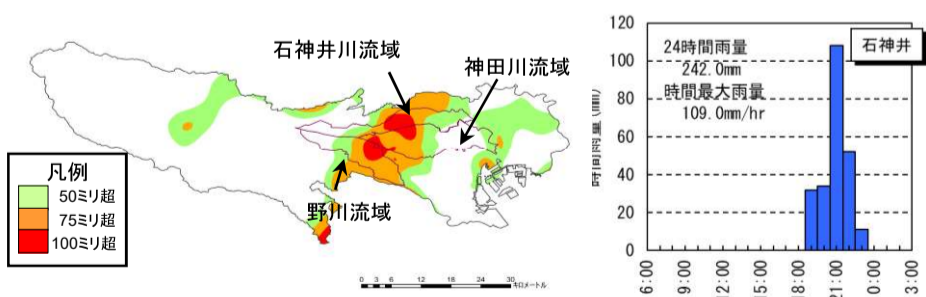 石神井川流域
神田川流域
野川流域
凡例
50ミリ超
75ミリ超
100ミリ超
0 3 6 12 18 24 30
キロメートル
120
100
80
60
40
20
0
時間雨量(mm)
24時間雨量
242.0mm
時間最大雨量
109.0mm/hr
石神井
6:00
9:00
12:00
15:00
18:00
21:00
0:00
3:00